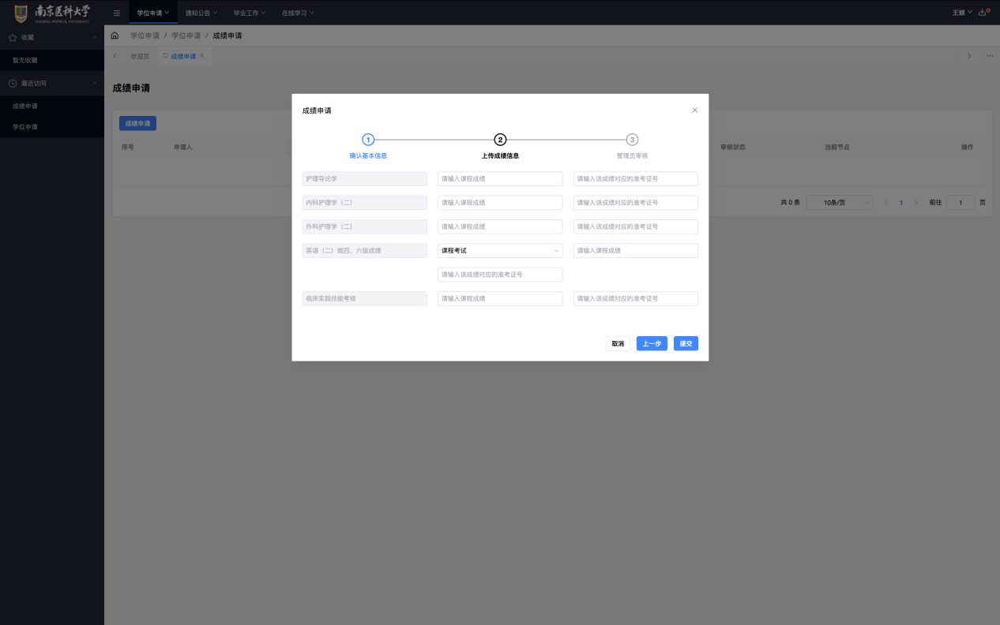 南京医科大学
NANJING MEDICAL UNIVERSITY
学位申请 通知公告 毕业工作 在线学习 王颖
收藏
暂无收藏
最近访问
成绩申请
学位申请
学位申请 / 学位申请 / 成绩申请
欢迎页 成绩申请
成绩申请
成绩申请
序号 申请人 审核状态 当前节点 操作
共 0 条 10条/页 1 前往 1 页
成绩申请
1 2 3
确认基本信息 上传成绩信息 管理员审核
护理导论学 请输入课程成绩 请输入该成绩对应的准考证号
内科护理学（二） 请输入课程成绩 请输入该成绩对应的准考证号
外科护理学（二） 请输入课程成绩 请输入该成绩对应的准考证号
英语（二）或四、六级成绩 课程考试 请输入课程成绩
请输入该成绩对应的准考证号
临床实践技能考核 请输入课程成绩 请输入该成绩对应的准考证号
取消 上一步 提交